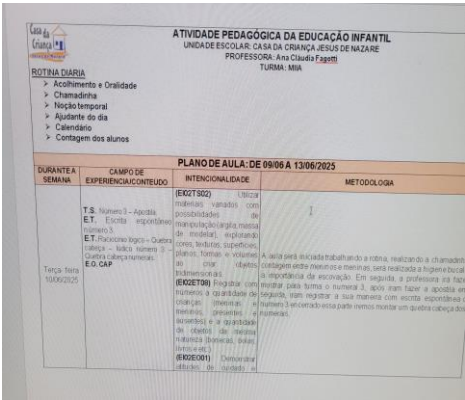 Casa da
Criança
ATIVIDADE PEDAGÓGICA DA EDUCAÇÃO INFANTIL
UNIDADE ESCOLAR: CASA DA CRIANÇA JESUS DE NAZARE
PROFESSORA: Ana Cláudia Fagotti
TURMA: MIIA
ROTINA DIÁRIA
➢ Acolhimento e Oralidade
➢ Chamadinha
➢ Noção temporal
➢ Ajudante do dia
➢ Calendário
➢ Contagem dos alunos
PLANO DE AULA: DE 09/06 A 13/06/2025
DURANTE A
SEMANA
CAMPO DE
EXPERIENCIA/CONTEUDO
INTENCIONALIDADE
METODOLOGIA
Terça feira
10/06/2025
T.S. Número 3 – Apostila.
E.T. Escrita espontânea
número 3.
E.T. Raciocínio lógico – Quebra
cabeça – lúdico número 3 –
Quebra cabeça numerais.
E.O. CAP
(EI02TS02) Utilizar
materiais variados com
possibilidades de
manipulação (argila, massa
de modelar), explorando
cores, texturas, superfícies,
planos, formas e volumes
ao criar objetos
tridimensionais.
(EI02ET08) Registrar com
números a quantidade de
crianças (meninas e
meninos, presentes e
ausentes) e a quantidade
de objetos da mesma
natureza (bonecas, bolas,
livros e etc.)
(EI02EO01) Demonstrar
atitudes de cuidado e
A aula será iniciada trabalhando a rotina, realizando a chamadinha
contagem entre meninos e meninas, será realizada a higiene bucal
a importância da escovação. Em seguida, a professora irá fazer
mostrar para turma o numeral 3, após iram fazer a apostila em
seguida, iram registrar a sua maneira com escrita espontânea o
número 3 encerrado essa parte iremos montar um quebra cabeça dos
numerais.